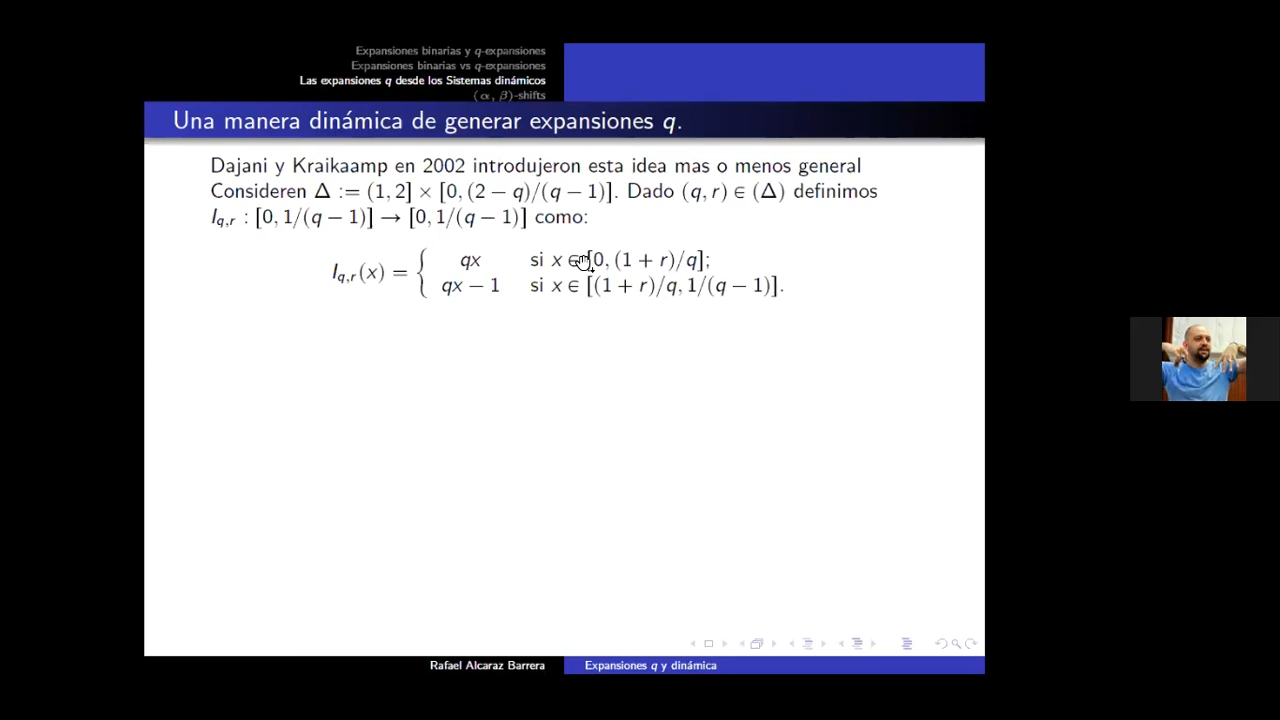 Expansiones binarias y q-expansiones
Expansiones binarias vs q-expansiones
Las expansiones q desde los Sistemas dinámicos
(α, β)-shifts
Una manera dinámica de generar expansiones q.
Dajani y Kraikaamp en 2002 introdujeron esta idea mas o menos general
Consideren Δ := (1, 2] × [0, (2 − q)/(q − 1)]. Dado (q, r) ∈ (Δ) definimos
I_{q,r} : [0, 1/(q − 1)] → [0, 1/(q − 1)] como:
I_{q,r}(x) = { qx si x ∈ [0, (1 + r)/q];
qx − 1 si x ∈ [(1 + r)/q, 1/(q − 1)].
Rafael Alcaraz Barrera Expansiones q y dinámica